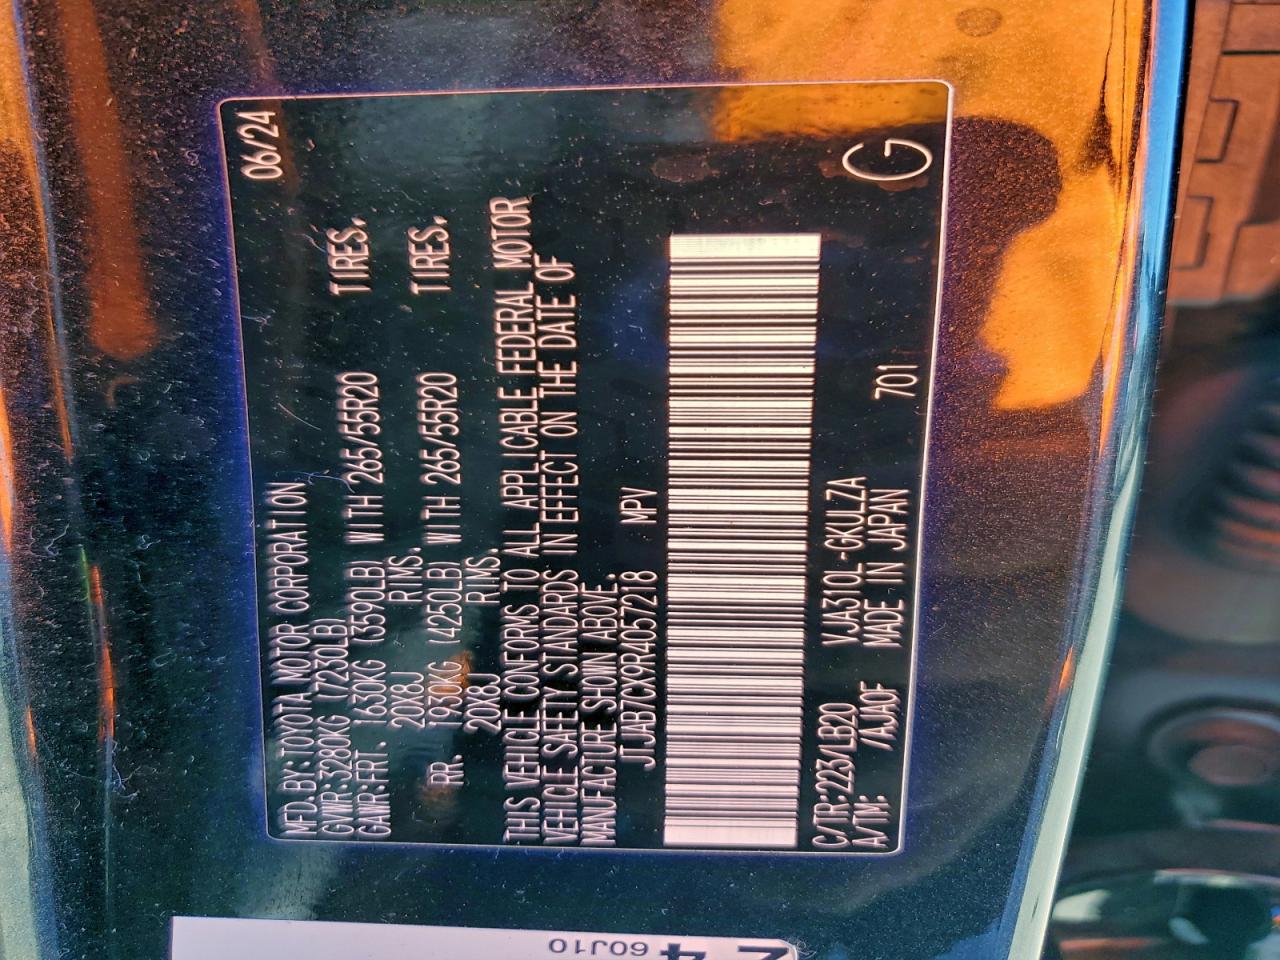 06/24
MFD. BY: TOYOTA MOTOR CORPORATION
GVWR: 3280KG (7230LB)
GAWR: FRT. 1630KG (3590LB) WITH 265/55R20 TIRES.
20X8J RIMS.
RR. 1930KG (4250LB) WITH 265/55R20 TIRES.
20X8J RIMS.
THIS VEHICLE CONFORMS TO ALL APPLICABLE FEDERAL MOTOR
VEHICLE SAFETY STANDARDS IN EFFECT ON THE DATE OF
MANUFACTURE SHOWN ABOVE.
JTJAB7CX9R4057218 MPV
C/TR: 223/LB20 VJA310L-GKULZA
A/TM: /AJA0F MADE IN JAPAN 701 G
24
60J10